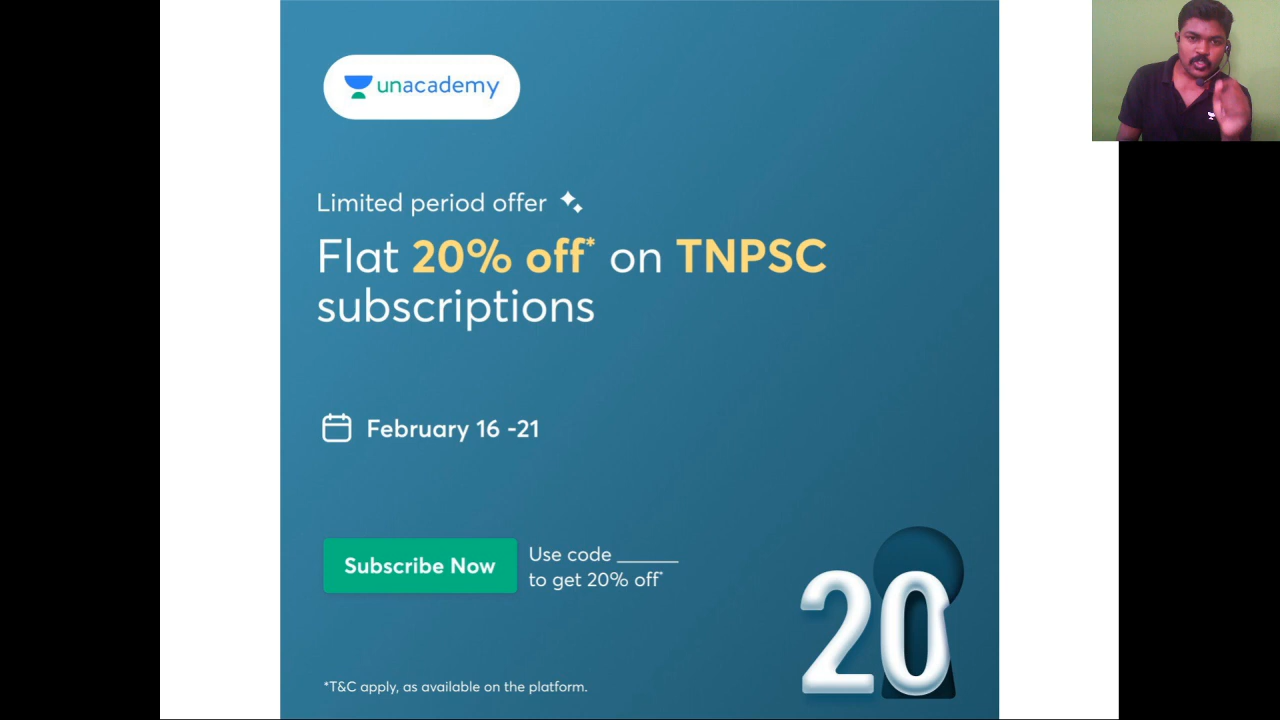 unacademy
Limited period offer
Flat 20% off* on TNPSC
subscriptions
February 16 -21
Subscribe Now
Use code ______
to get 20% off*
20
*T&C apply, as available on the platform.